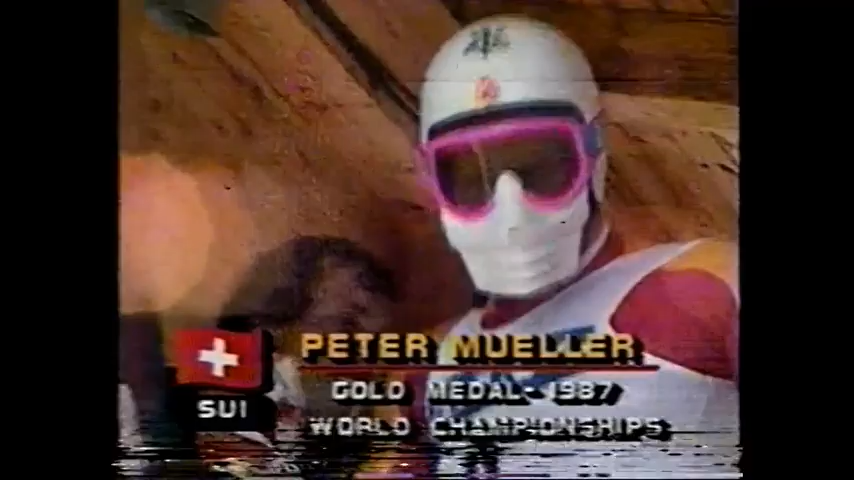 PETER MUELLER
GOLD MEDAL-1987
SUI
WORLD CHAMPIONSHIPS